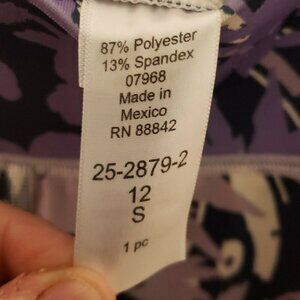 87% Polyester
13% Spandex
07968
Made in
Mexico
RN 88842
25-2879-2
12
S
1 pc